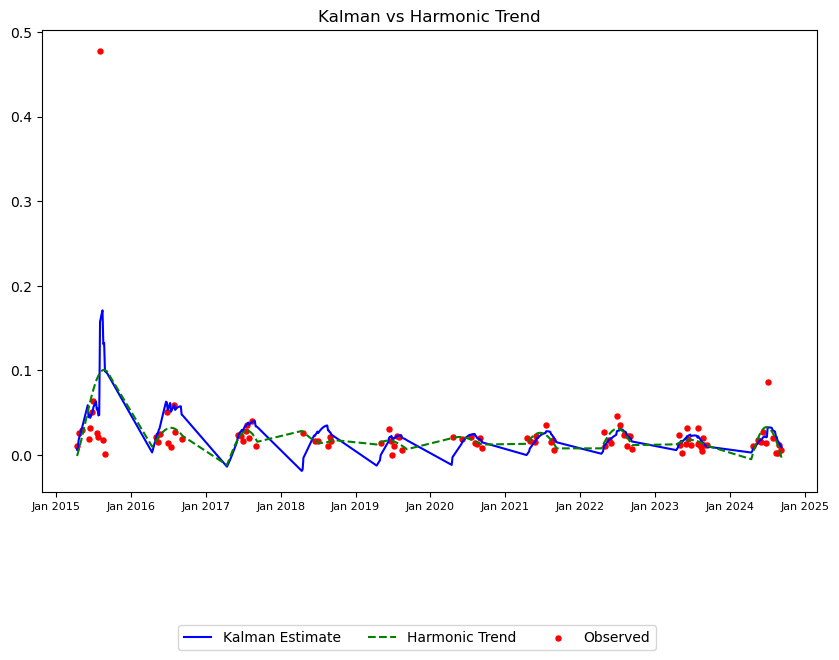 Kalman vs Harmonic Trend
0.5
0.4
0.3
0.2
0.1
0.0
Jan 2015 Jan 2016 Jan 2017 Jan 2018 Jan 2019 Jan 2020 Jan 2021 Jan 2022 Jan 2023 Jan 2024 Jan 2025
Kalman Estimate Harmonic Trend Observed